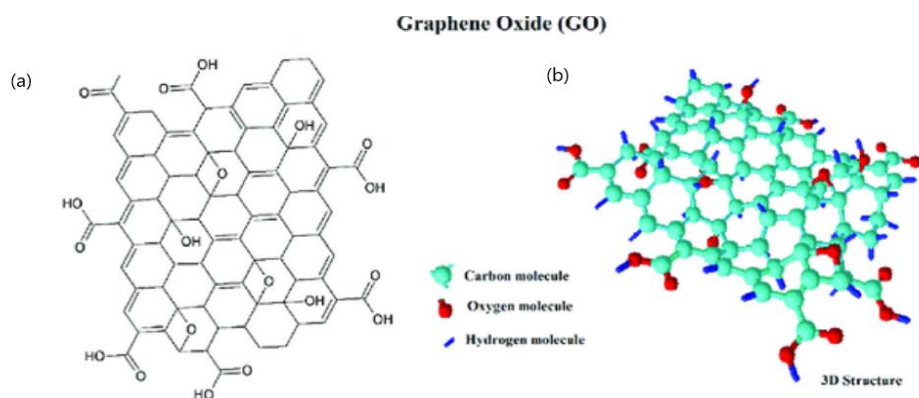 Graphene Oxide (GO)
(a)
O
OH
O
OH
O
O
OH
HO
O
OH
O
O
OH
OH
O
HO
O
O
HO
(b)
Carbon molecule
Oxygen molecule
Hydrogen molecule
3D Structure